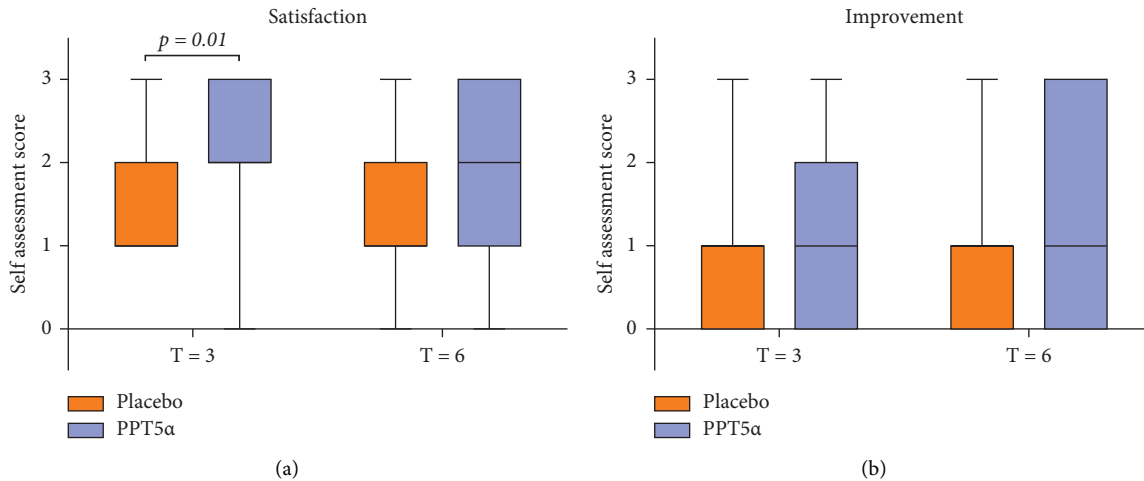 Satisfaction
p = 0.01
Self assessment score
3
2
1
0
T = 3
T = 6
Placebo
PPT5α
(a)
Improvement
Self assessment score
3
2
1
0
T = 3
T = 6
Placebo
PPT5α
(b)